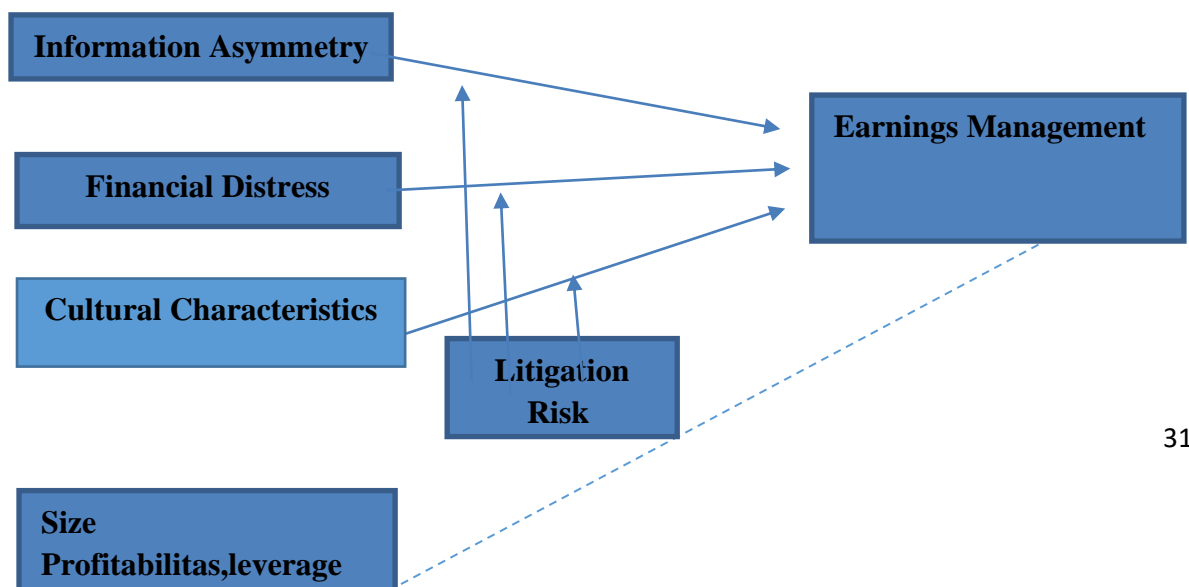 Information Asymmetry
Earnings Management
Financial Distress
Cultural Characteristics
Litigation
Risk
31
Size
Profitabilitas,leverage